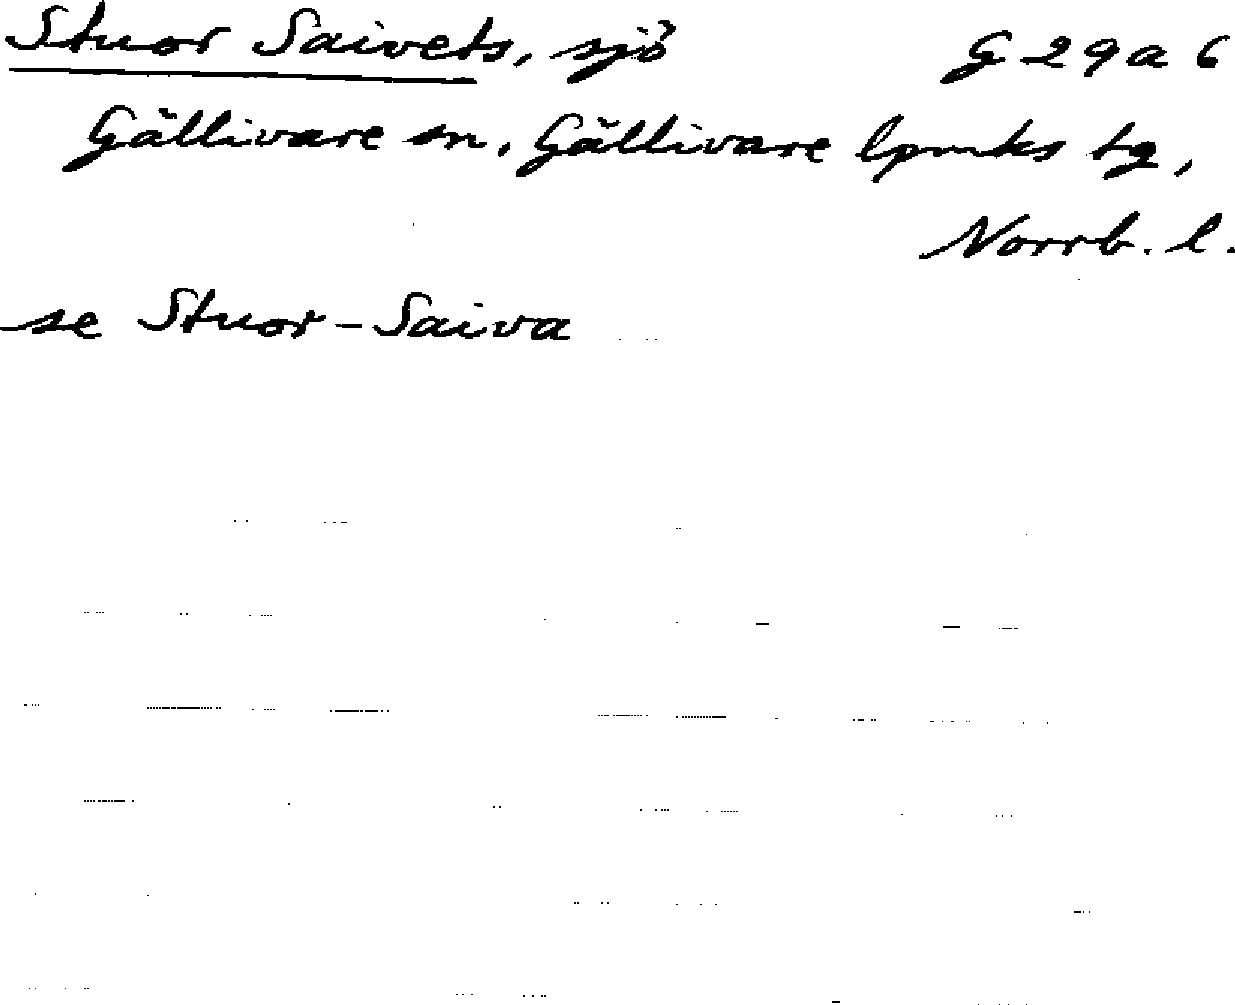 Stuor Saivets, sjö G 29 a 6
Gällivare sn, Gällivare lpmks tg,
Norrb. l.
se Stuor-Saiva